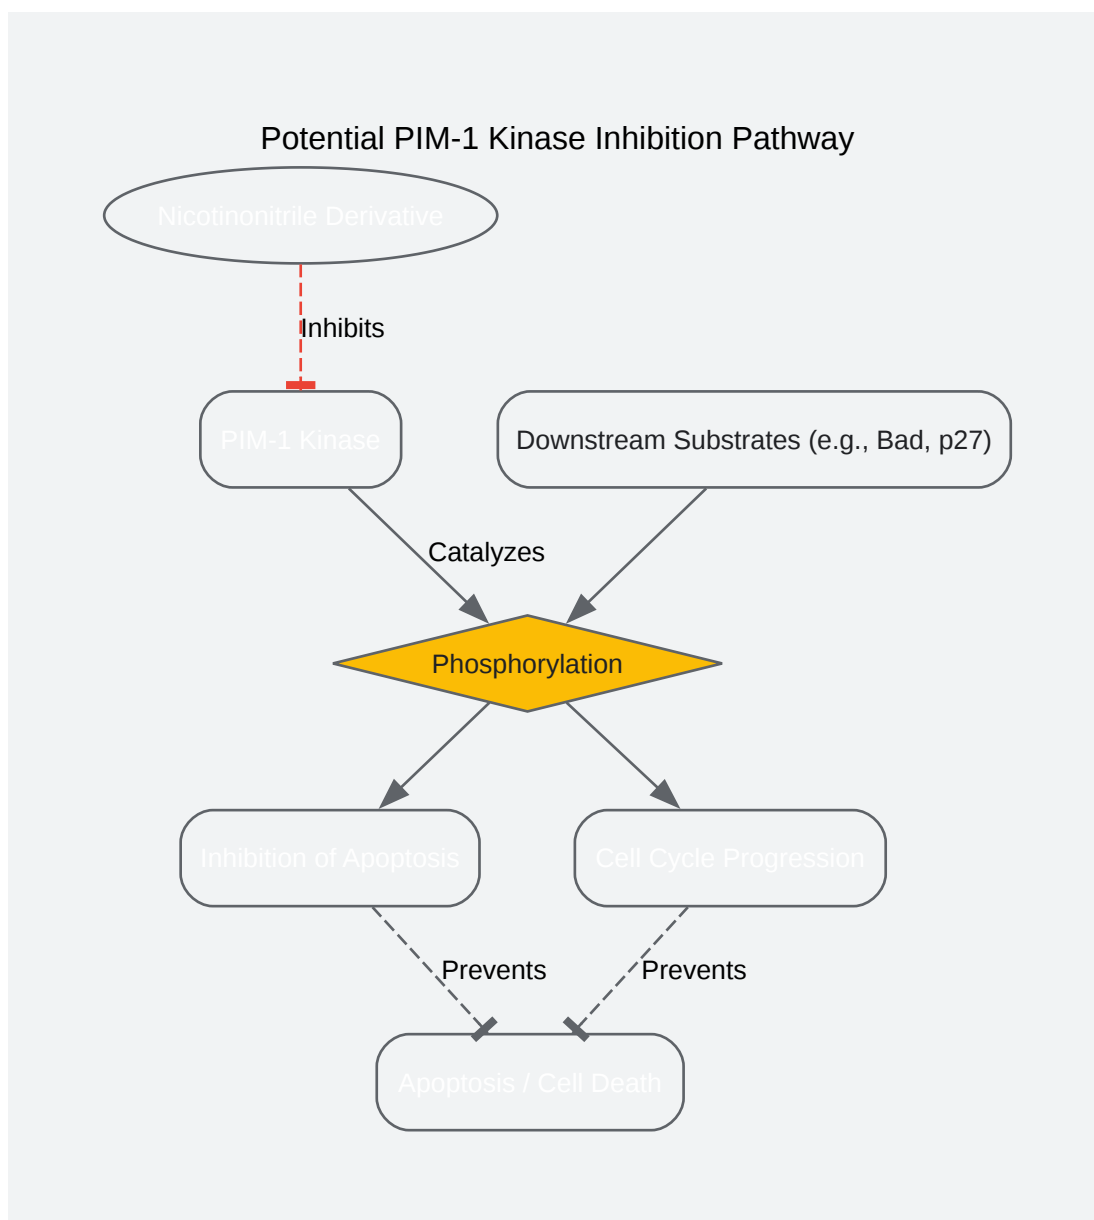 Potential PIM-1 Kinase Inhibition Pathway
Nicotinonitrile Derivative
Inhibits
PIM-1 Kinase
Downstream Substrates (e.g., Bad, p27)
Catalyzes
Phosphorylation
Inhibition of Apoptosis
Cell Cycle Progression
Prevents
Prevents
Apoptosis / Cell Death